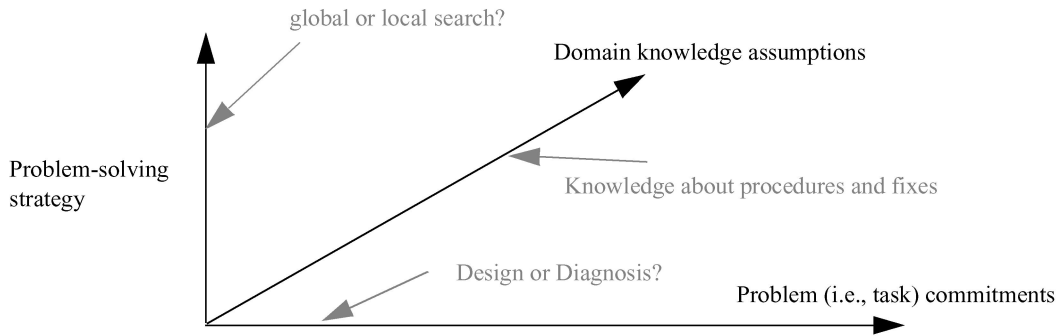 global or local search?
Domain knowledge assumptions
Problem-solving
strategy
Knowledge about procedures and fixes
Design or Diagnosis?
Problem (i.e., task) commitments